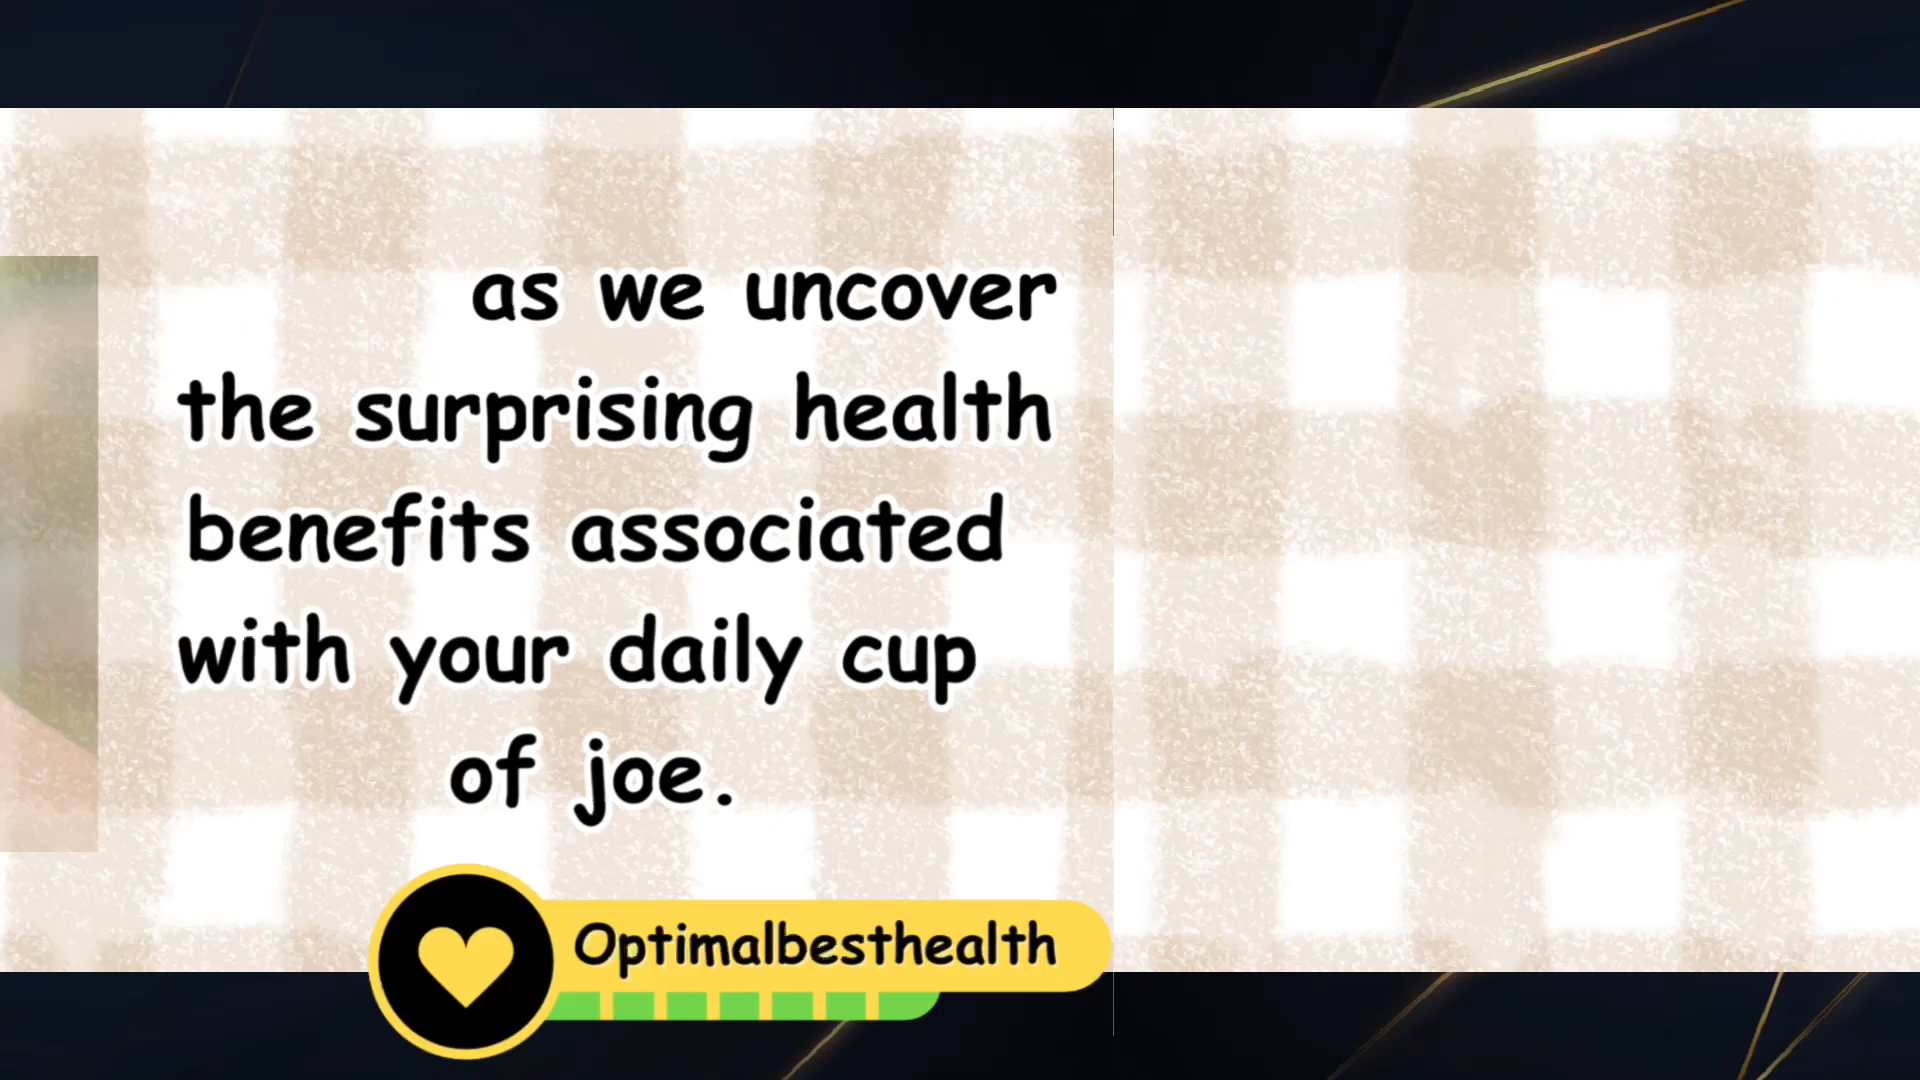 as we uncover
the surprising health
benefits associated
with your daily cup
of joe.
Optimalbesthealth